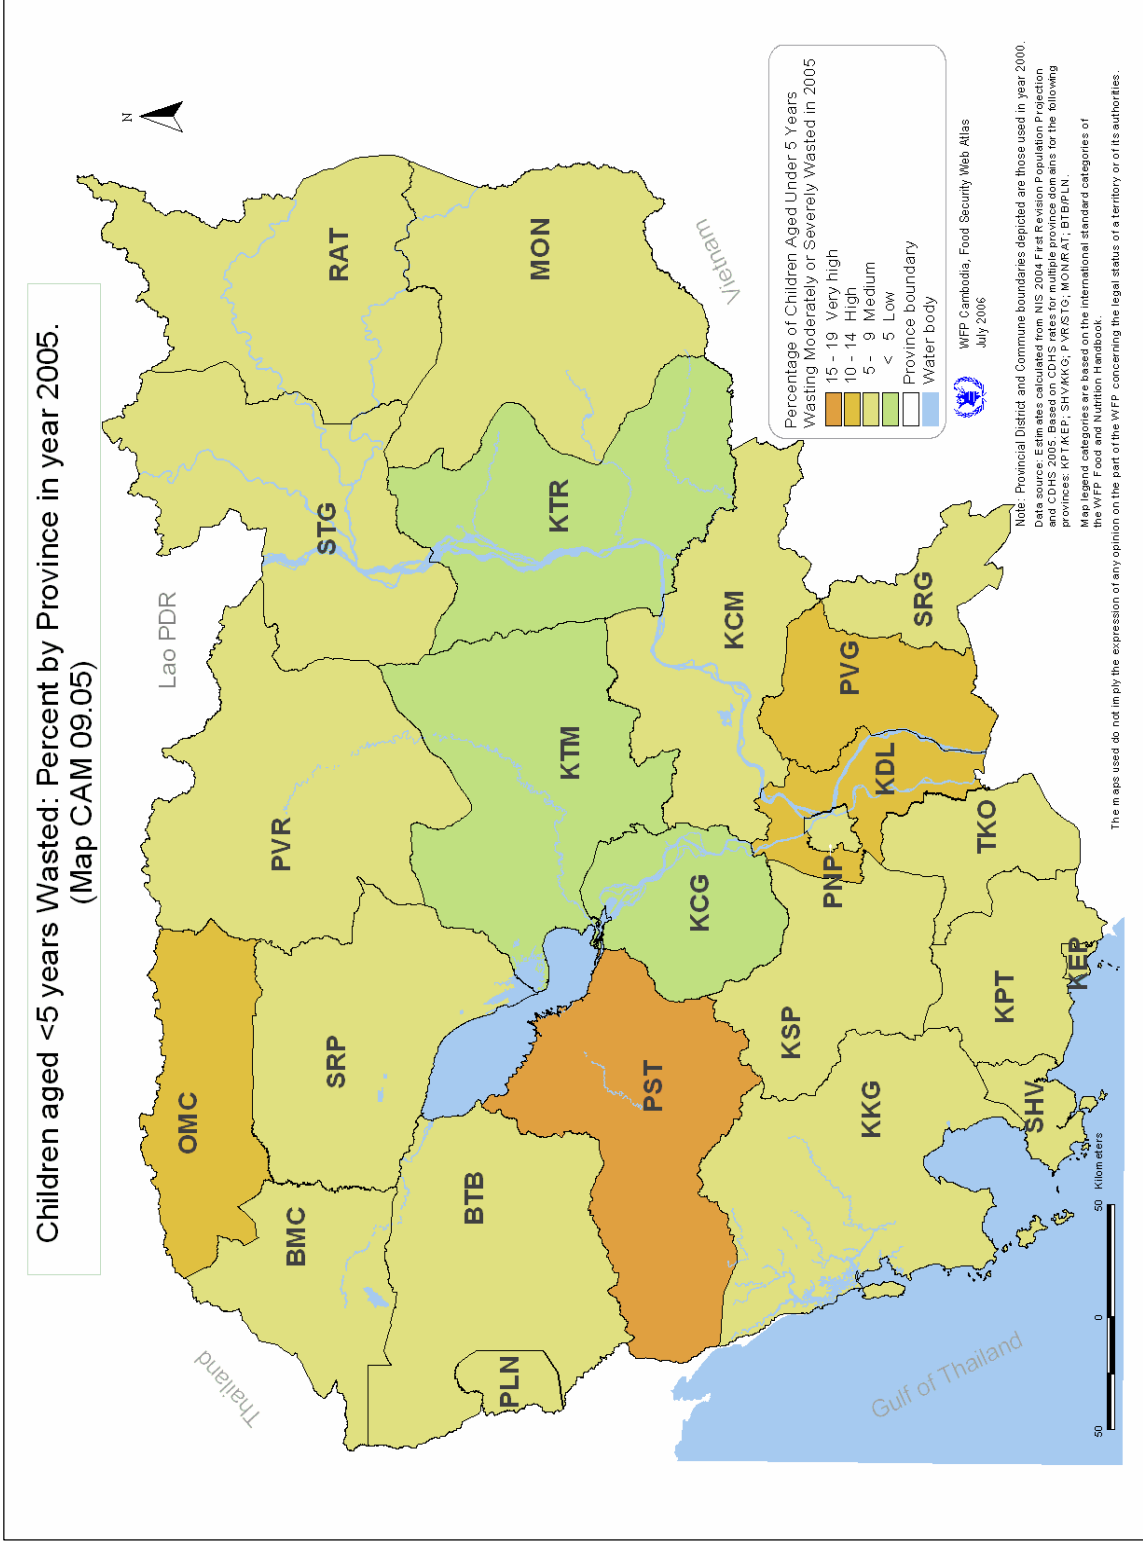 Children aged <5 years Wasted: Percent by Province in year 2005.
(Map CAM 09.05)
N
Lao PDR
Thailand
Vietnam
Gulf of Thailand
OMC
BMC
SRP
PVR
STG
RAT
MON
BTB
PLN
KTM
KTR
PST
KCG
KCM
KSP
KKG
PNP
KDL
PVG
SRG
TKO
KPT
KEP
SHV
Percentage of Children Aged Under 5 Years
Wasting Moderately or Severely Wasted in 2005
15 - 19 Very high
10 - 14 High
5 - 9 Medium
< 5 Low
Province boundary
Water body
WFP Cambodia, Food Security Web Atlas
July 2006
50 0 50 Kilometers
Note: Provincial District and Commune boundaries depicted are those used in year 2000.
Data source: Estimates calculated from NIS 2004 First Revision Population Projection
and CDHS 2005. Based on CDHS rates for multiple province domains for the following
provinces: KPT/KEP; SHV/KKG; PVR/STG; MON/RAT; BTB/PLN.
Map legend categories are based on the international standard categories of
the WFP Food and Nutrition Handbook.
The maps used do not imply the expression of any opinion on the part of the WFP concerning the legal status of a territory or of its authorities.